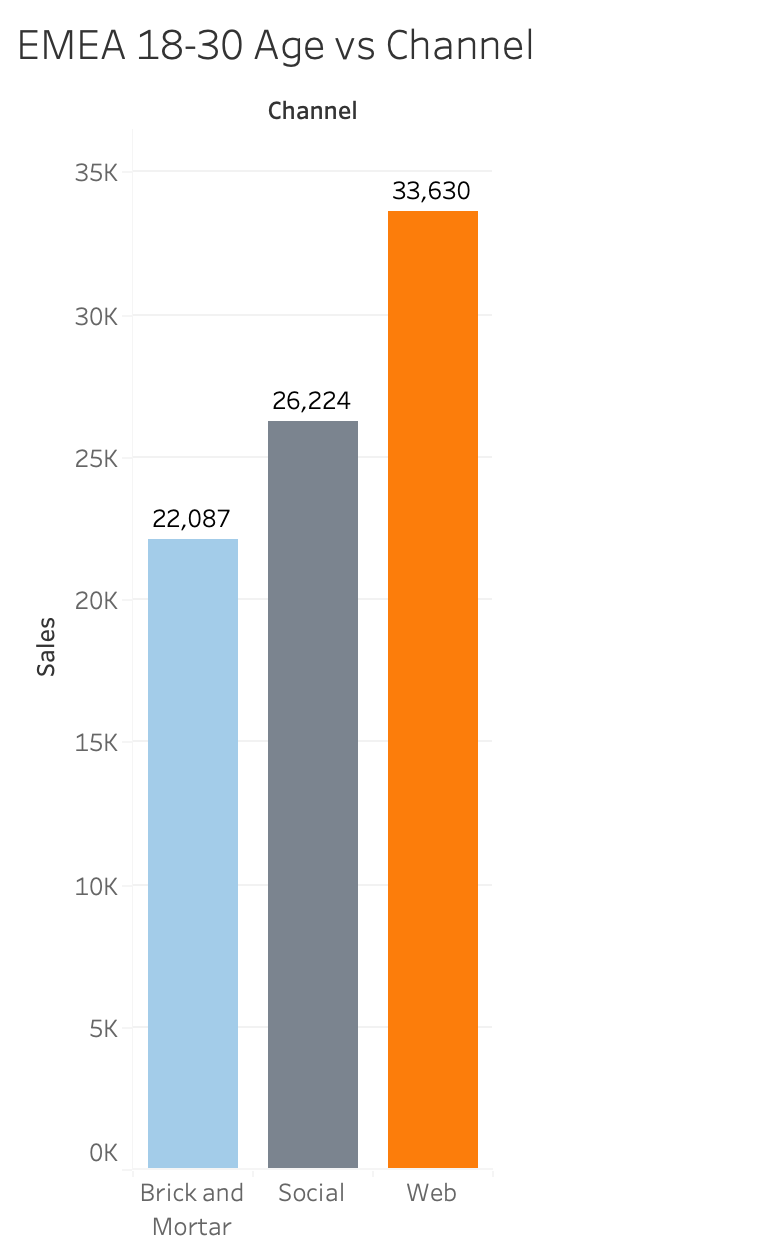 EMEA 18-30 Age vs Channel
Channel
35K
33,630
30K
26,224
25K
22,087
20K
Sales
15K
10K
5K
0K
Brick and
Mortar
Social
Web